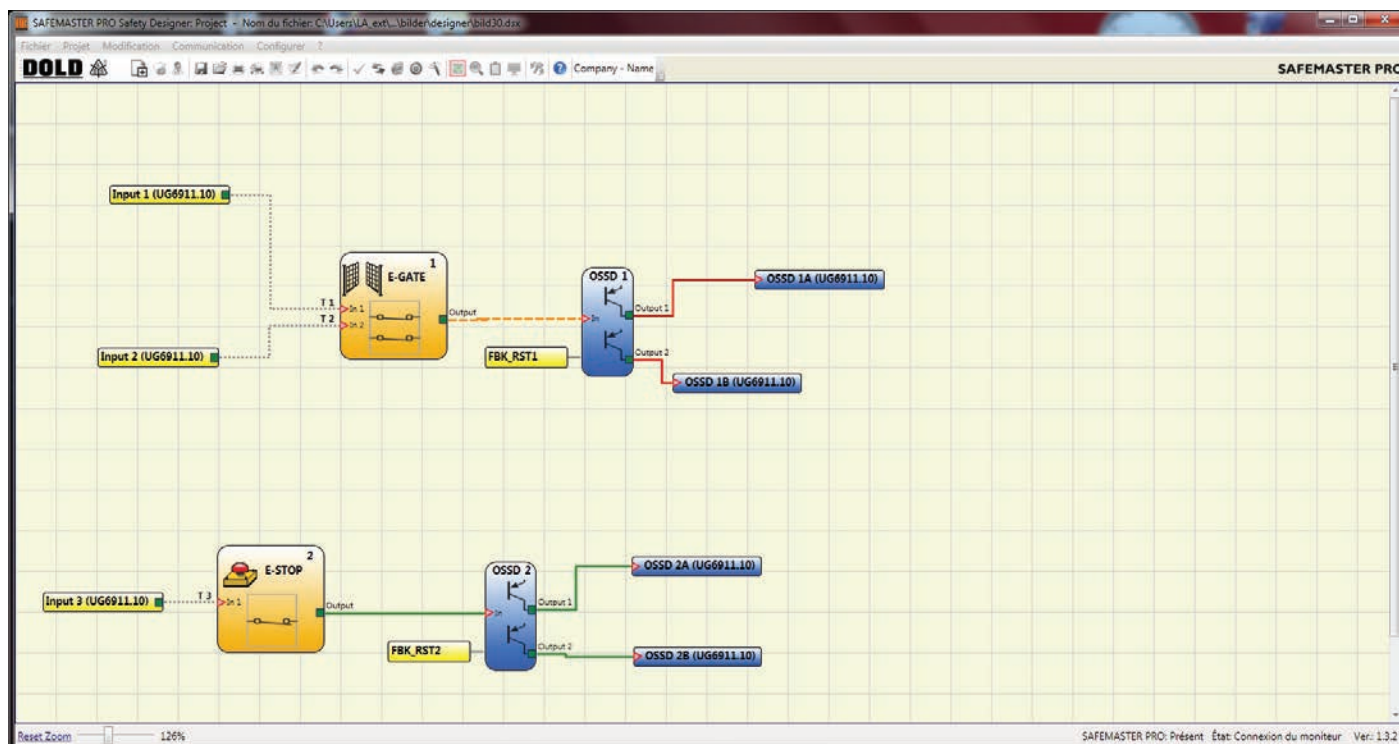 SAFEMASTER PRO Safety Designer: Project - Nom du fichier: C:\Users\LA_ext\...\bilder\designer\bild30.dsx
Fichier Projet Modification Communication Configurer ?
DOLD Company - Name SAFEMASTER PRO
Input 1 (UG6911.10)
1
E-GATE
OSSD 1
OSSD 1A (UG6911.10)
T 1
In 1
Output
In
Output 1
T 2
In 2
Input 2 (UG6911.10)
FBK_RST1
Output 2
OSSD 1B (UG6911.10)
2
E-STOP
OSSD 2
OSSD 2A (UG6911.10)
Input 3 (UG6911.10)
T 3
In 1
Output
In
Output 1
FBK_RST2
Output 2
OSSD 2B (UG6911.10)
Reset Zoom 126% SAFEMASTER PRO: Présent État: Connexion du moniteur Ver.: 1.3.2